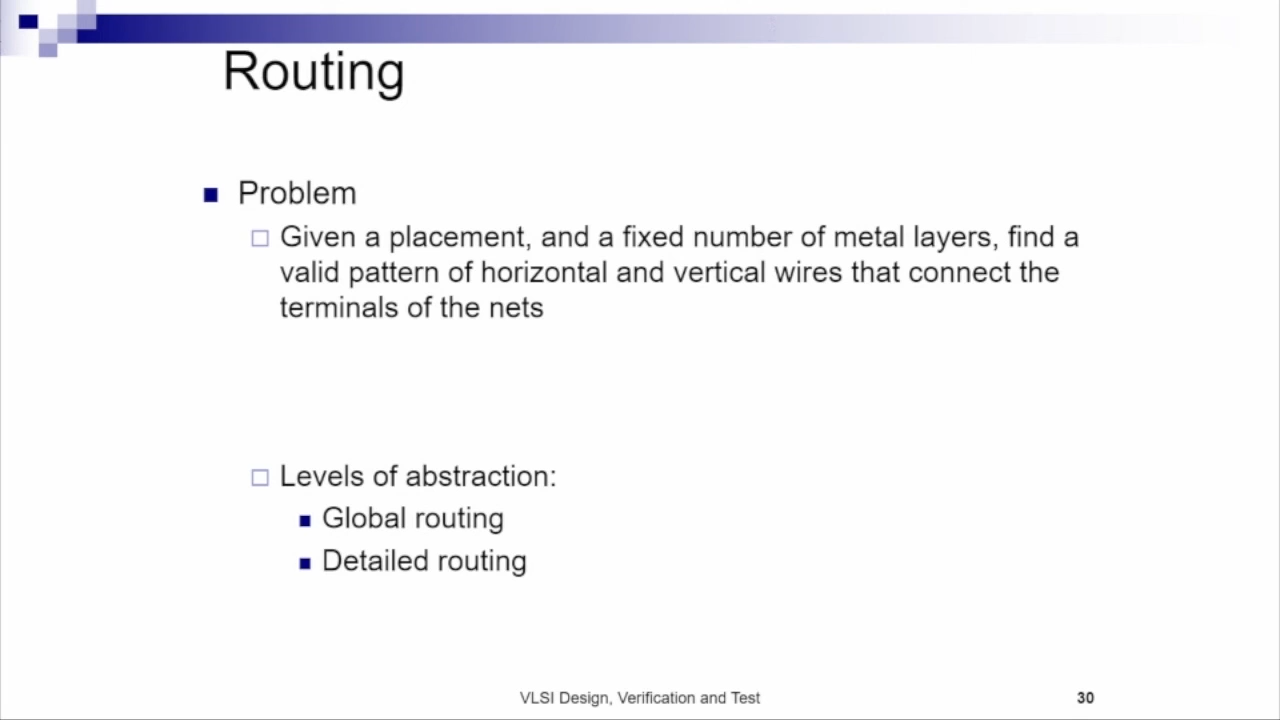 Routing
Problem
Given a placement, and a fixed number of metal layers, find a
valid pattern of horizontal and vertical wires that connect the
terminals of the nets
Levels of abstraction:
Global routing
Detailed routing
VLSI Design, Verification and Test
30